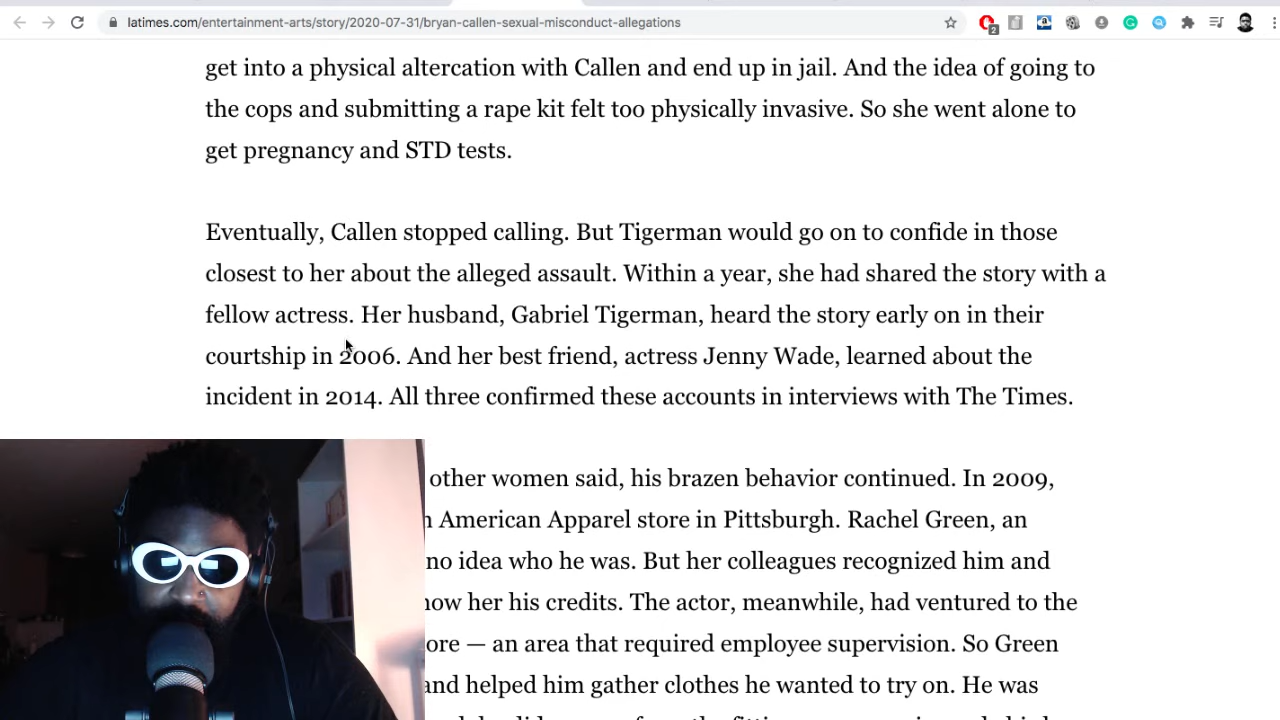 latimes.com/entertainment-arts/story/2020-07-31/bryan-callen-sexual-misconduct-allegations
2
get into a physical altercation with Callen and end up in jail. And the idea of going to
the cops and submitting a rape kit felt too physically invasive. So she went alone to
get pregnancy and STD tests.
Eventually, Callen stopped calling. But Tigerman would go on to confide in those
closest to her about the alleged assault. Within a year, she had shared the story with a
fellow actress. Her husband, Gabriel Tigerman, heard the story early on in their
courtship in 2006. And her best friend, actress Jenny Wade, learned about the
incident in 2014. All three confirmed these accounts in interviews with The Times.
other women said, his brazen behavior continued. In 2009,
American Apparel store in Pittsburgh. Rachel Green, an
no idea who he was. But her colleagues recognized him and
her his credits. The actor, meanwhile, had ventured to the
— an area that required employee supervision. So Green
and helped him gather clothes he wanted to try on. He was